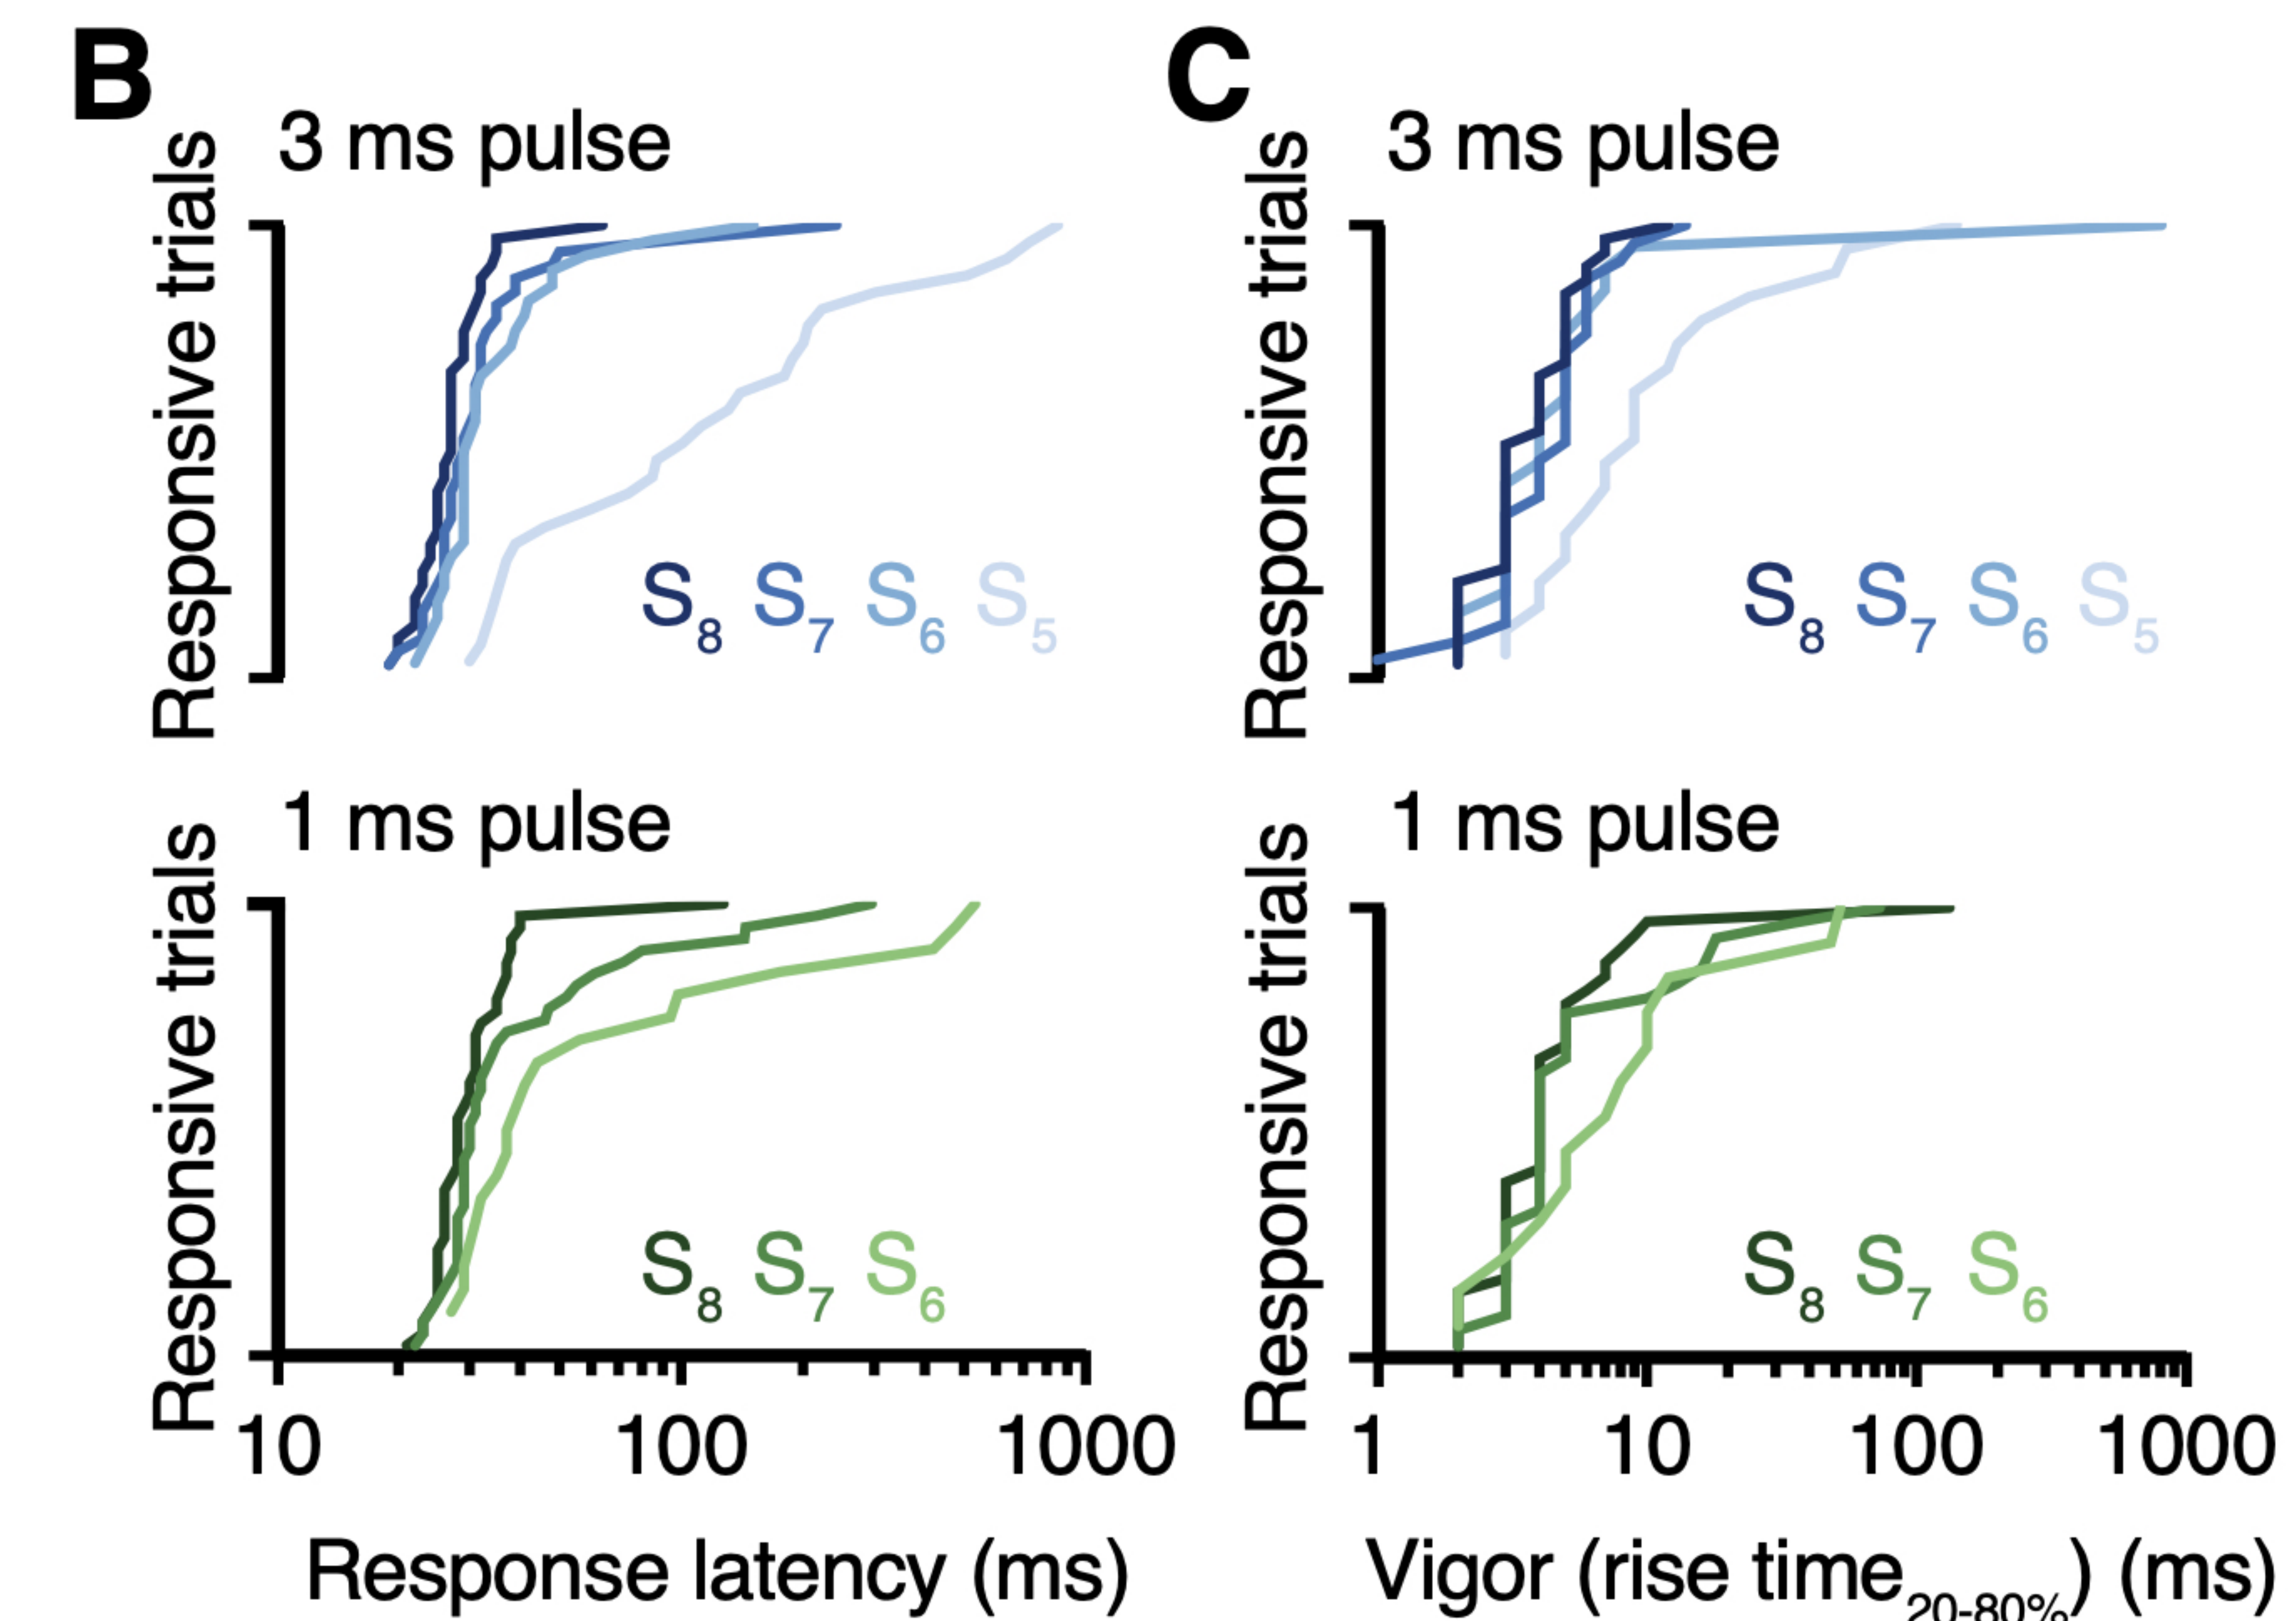 B
3 ms pulse
Responsive trials
S8 S7 S6 S5
C
3 ms pulse
Responsive trials
S8 S7 S6 S5
1 ms pulse
Responsive trials
S8 S7 S6
10 100 1000
Response latency (ms)
1 ms pulse
Responsive trials
S8 S7 S6
1 10 100 1000
Vigor (rise time20-80%) (ms)